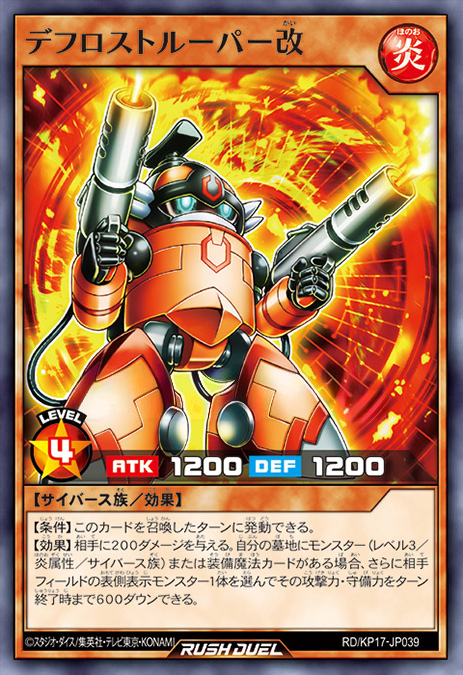 デフロストルーパー改
かい
ほのお
炎
LEVEL
4
ATK 1200 DEF 1200
【サイバース族／効果】
【条件】このカードを召喚したターンに発動できる。
【効果】相手に200ダメージを与える。自分の墓地にモンスター（レベル3／
炎属性／サイバース族）または装備魔法カードがある場合、さらに相手
フィールドの表側表示モンスター1体を選んでその攻撃力・守備力をターン
終了時まで600ダウンできる。
©スタジオ・ダイス/集英社・テレビ東京・KONAMI
RUSH DUEL
RD/KP17-JP039